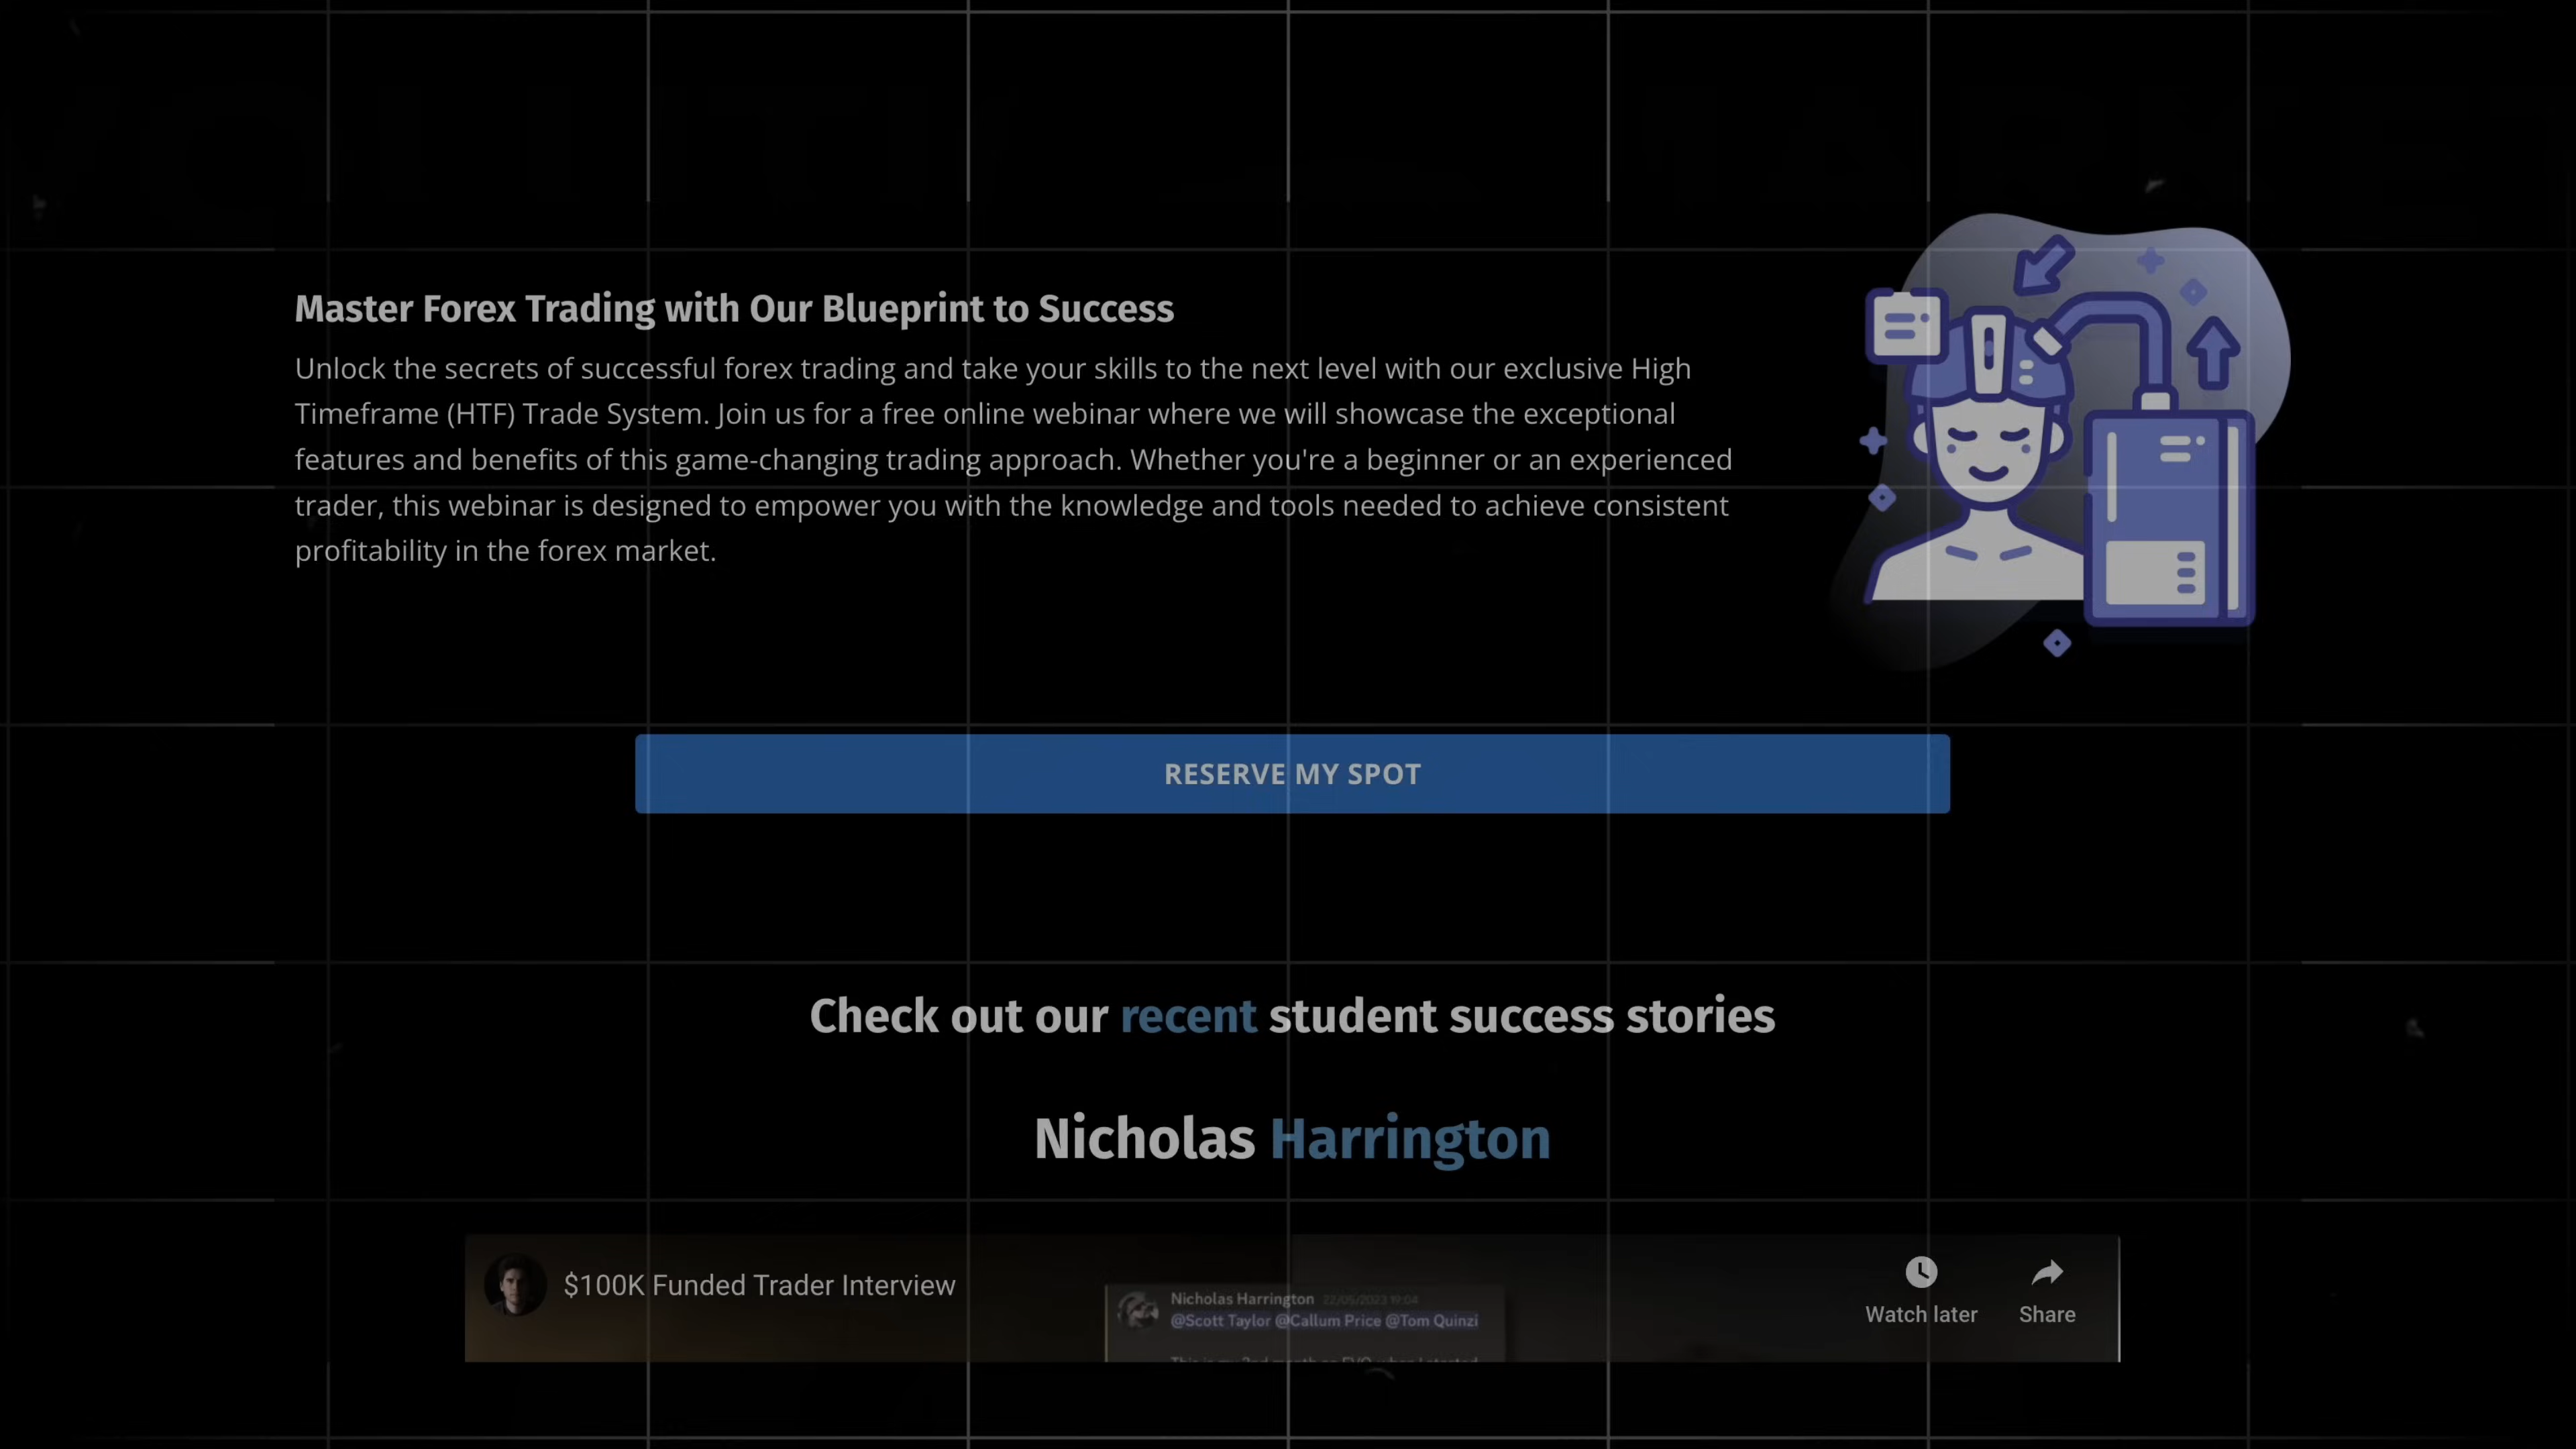 Master Forex Trading with Our Blueprint to Success
Unlock the secrets of successful forex trading and take your skills to the next level with our exclusive High
Timeframe (HTF) Trade System. Join us for a free online webinar where we will showcase the exceptional
features and benefits of this game-changing trading approach. Whether you're a beginner or an experienced
trader, this webinar is designed to empower you with the knowledge and tools needed to achieve consistent
profitability in the forex market.
RESERVE MY SPOT
Check out our recent student success stories
Nicholas Harrington
$100K Funded Trader Interview
Nicholas Harrington 22/05/2023 19:04
@Scott Taylor @Callum Price @Tom Quinzi
Watch later
Share